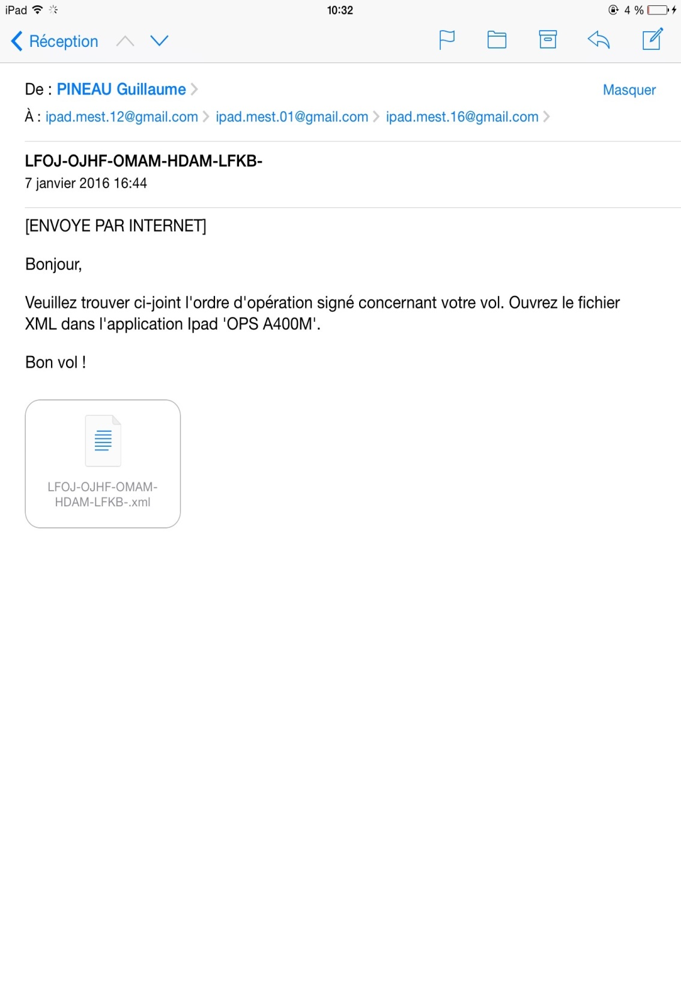 iPad
10:32
4 %
Réception
De : PINEAU Guillaume
Masquer
À : ipad.mest.12@gmail.com ipad.mest.01@gmail.com ipad.mest.16@gmail.com
LFOJ-OJHF-OMAM-HDAM-LFKB-
7 janvier 2016 16:44
[ENVOYE PAR INTERNET]
Bonjour,
Veuillez trouver ci-joint l'ordre d'opération signé concernant votre vol. Ouvrez le fichier
XML dans l'application Ipad 'OPS A400M'.
Bon vol !
LFOJ-OJHF-OMAM-
HDAM-LFKB-.xml